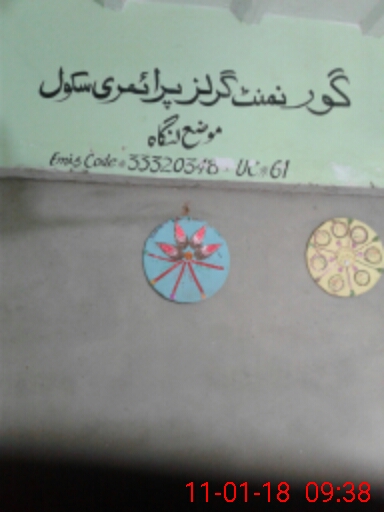 گورنمنٹ گرلز پرائمری سکول
موضع لنگاہ
Emis Code # 33320348 - UC # 61
11-01-18 09:38